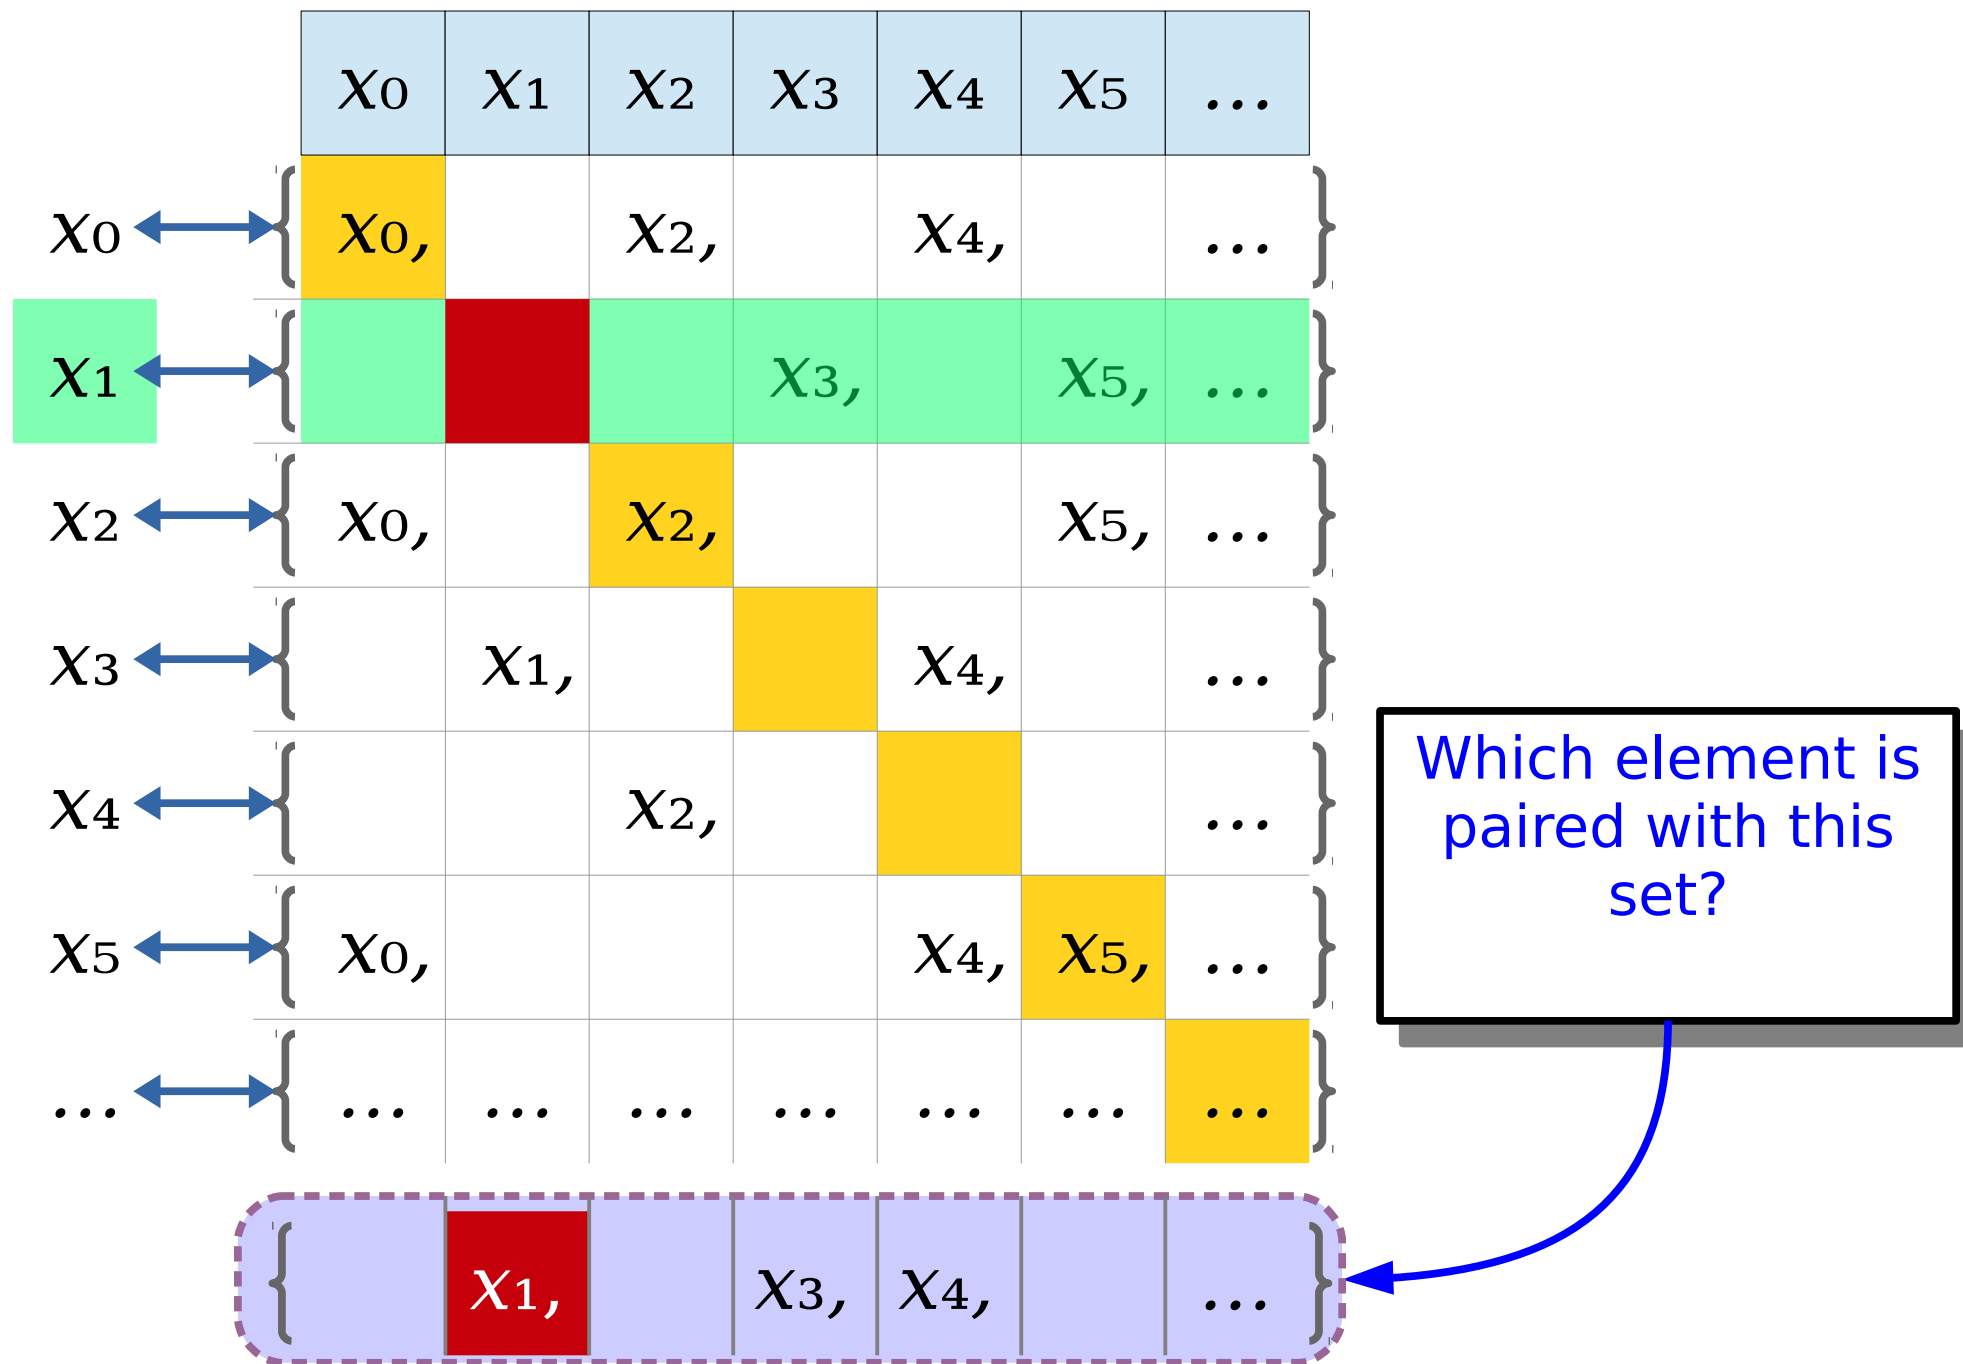 x₀ x₁ x₂ x₃ x₄ x₅ ...
x₀ { x₀, x₂, x₄, ... }
x₁ { x₃, x₅, ... }
x₂ { x₀, x₂, x₅, ... }
x₃ { x₁, x₄, ... }
x₄ { x₂, ... }
x₅ { x₀, x₄, x₅, ... }
... { ... ... ... ... ... ... ... }
{ x₁, x₃, x₄, ... }
Which element is
paired with this
set?